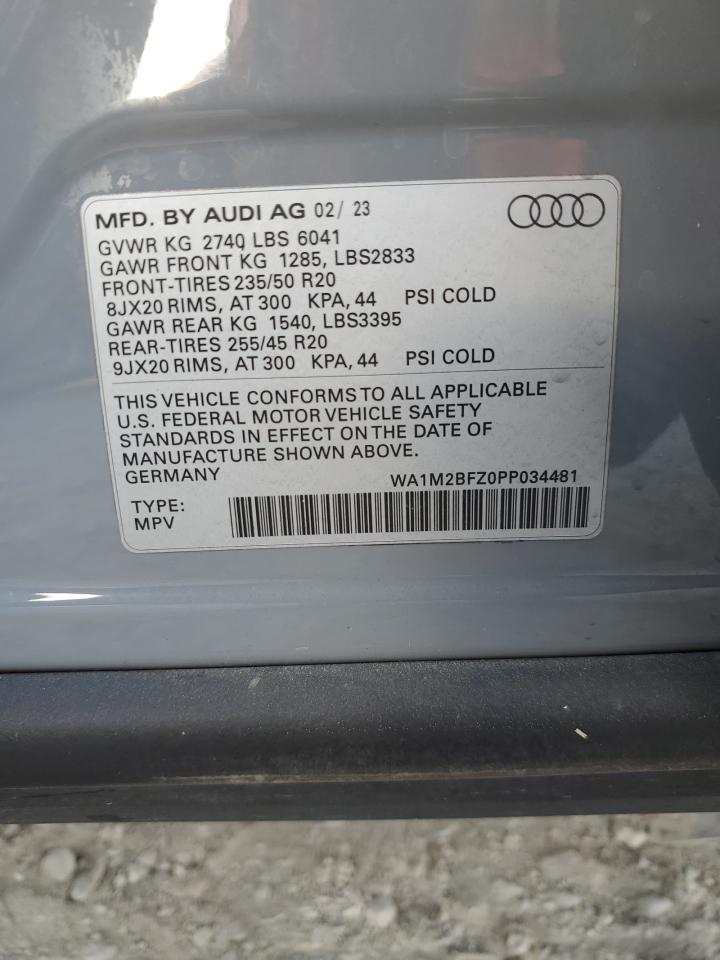 MFD. BY AUDI AG 02/ 23
GVWR KG 2740 LBS 6041
GAWR FRONT KG 1285, LBS2833
FRONT-TIRES 235/50 R20
8JX20 RIMS, AT 300 KPA, 44 PSI COLD
GAWR REAR KG 1540, LBS3395
REAR-TIRES 255/45 R20
9JX20 RIMS, AT 300 KPA, 44 PSI COLD
THIS VEHICLE CONFORMS TO ALL APPLICABLE
U.S. FEDERAL MOTOR VEHICLE SAFETY
STANDARDS IN EFFECT ON THE DATE OF
MANUFACTURE SHOWN ABOVE.
GERMANY WA1M2BFZ0PP034481
TYPE:
MPV